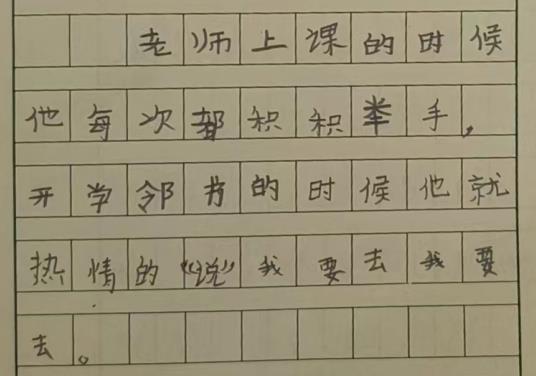 老师上课的时候
他每次都积积举手,
开学邻书的时候他就
热情的“说”我要去我要
去。